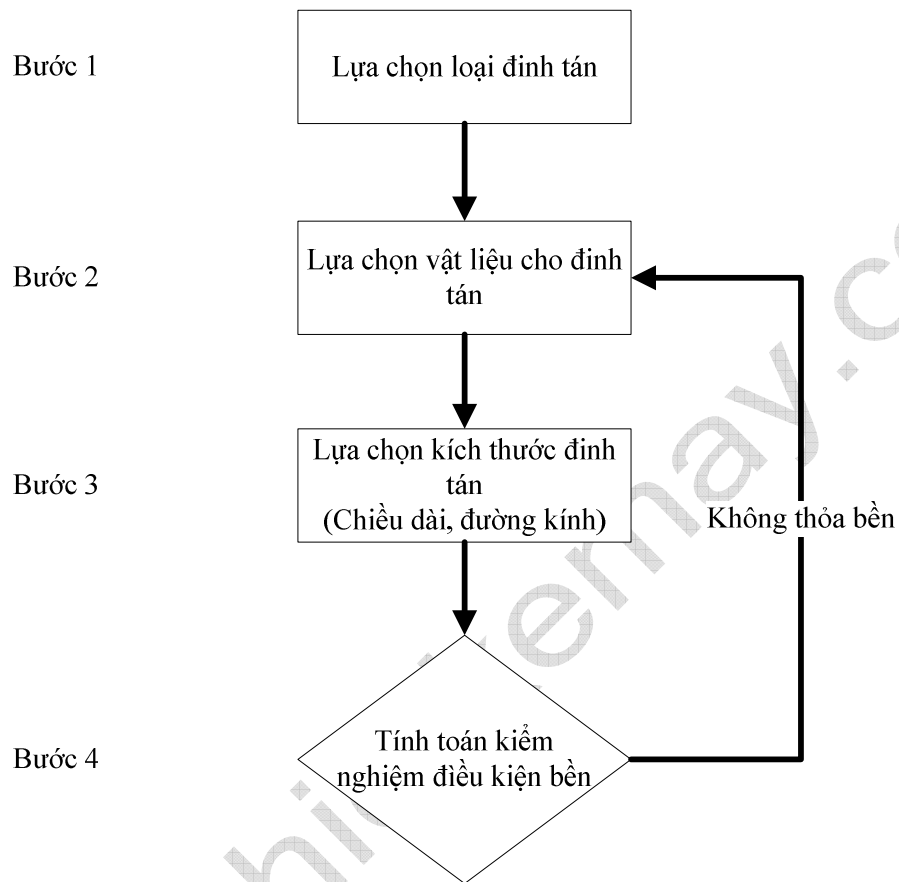 Bước 1
Lựa chọn loại đinh tán
Bước 2
Lựa chọn vật liệu cho đinh
tán
Bước 3
Lựa chọn kích thước đinh
tán
(Chiều dài, đường kính)
Không thỏa bền
Bước 4
Tính toán kiểm
nghiệm điều kiện bền